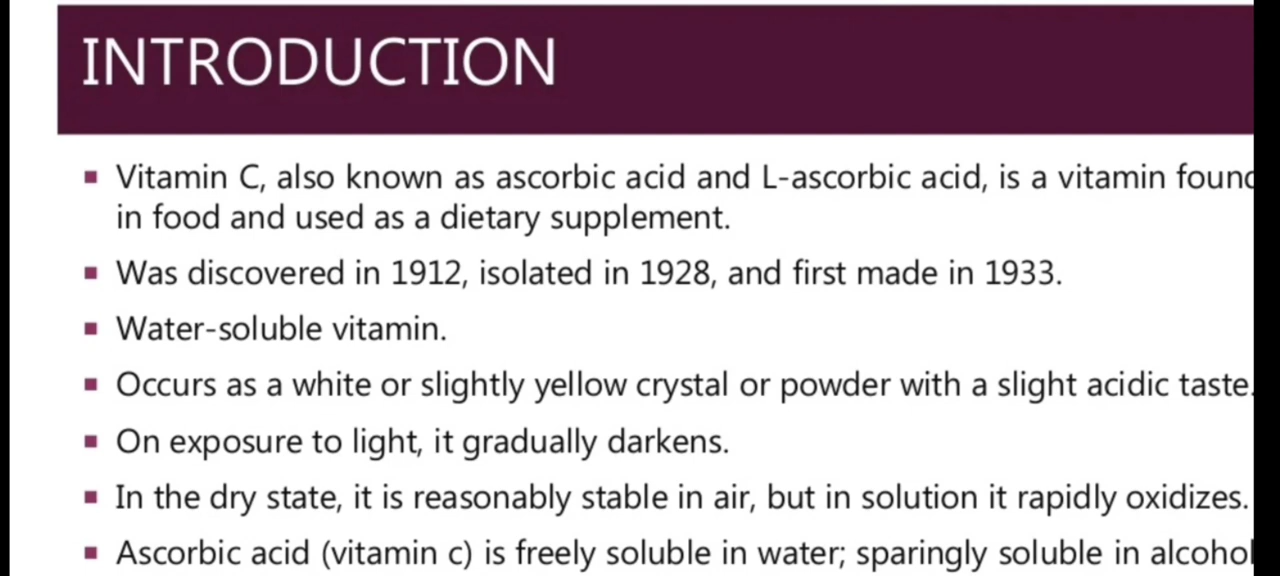 INTRODUCTION
Vitamin C, also known as ascorbic acid and L-ascorbic acid, is a vitamin found
in food and used as a dietary supplement.
Was discovered in 1912, isolated in 1928, and first made in 1933.
Water-soluble vitamin.
Occurs as a white or slightly yellow crystal or powder with a slight acidic taste.
On exposure to light, it gradually darkens.
In the dry state, it is reasonably stable in air, but in solution it rapidly oxidizes.
Ascorbic acid (vitamin c) is freely soluble in water; sparingly soluble in alcohol